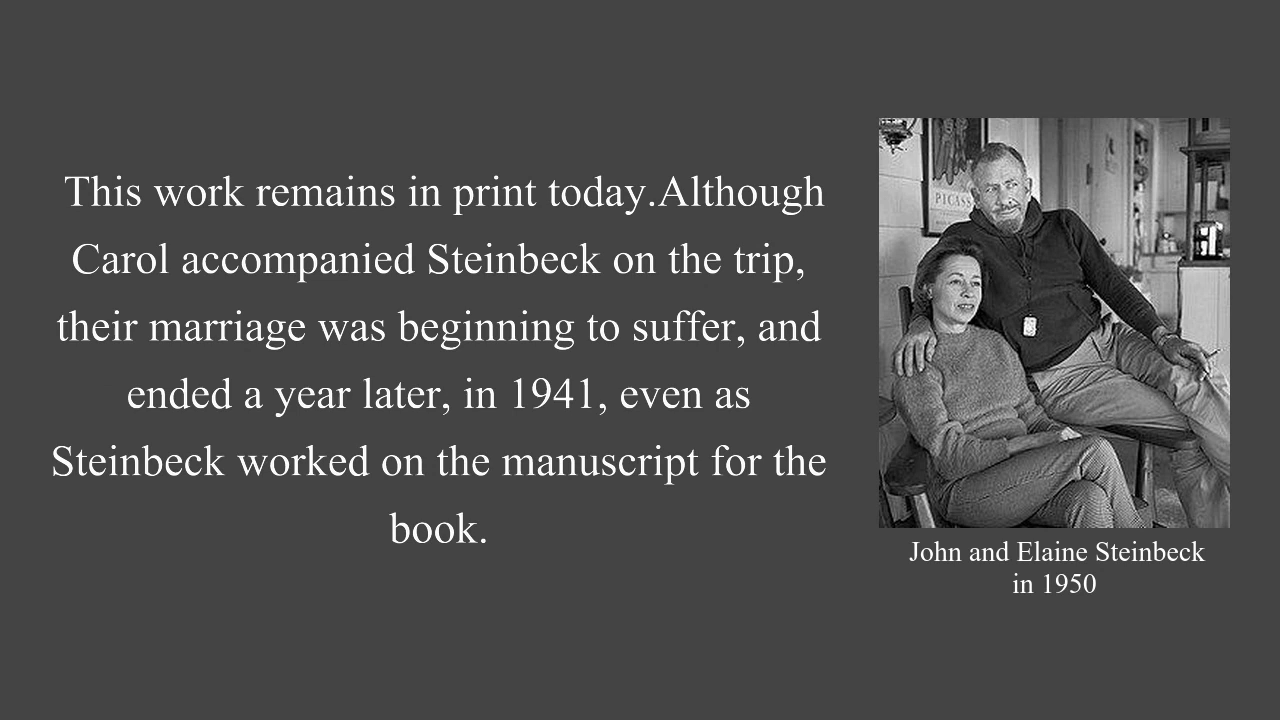 This work remains in print today.Although
Carol accompanied Steinbeck on the trip,
their marriage was beginning to suffer, and
ended a year later, in 1941, even as
Steinbeck worked on the manuscript for the
book.
PICASS
John and Elaine Steinbeck
in 1950